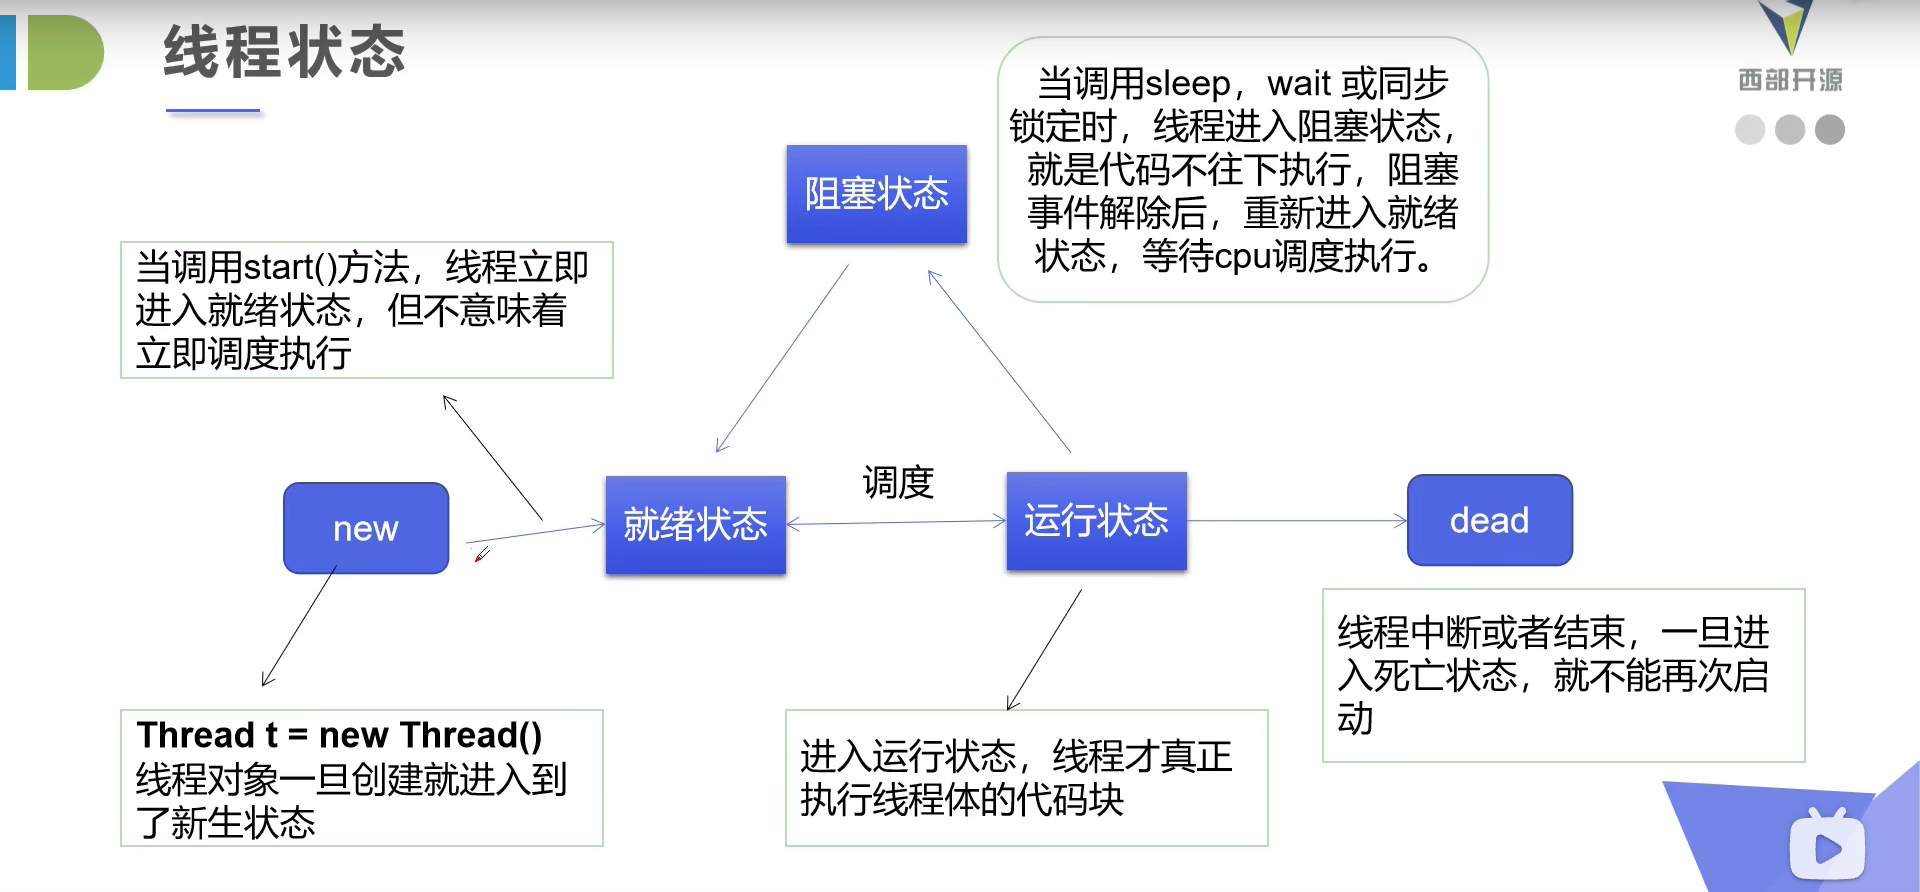 线程状态
西部开源
当调用sleep，wait 或同步
锁定时，线程进入阻塞状态，
就是代码不往下执行，阻塞
事件解除后，重新进入就绪
状态，等待cpu调度执行。
阻塞状态
当调用start()方法，线程立即
进入就绪状态，但不意味着
立即调度执行
new
就绪状态
调度
运行状态
dead
Thread t = new Thread()
线程对象一旦创建就进入到
了新生状态
进入运行状态，线程才真正
执行线程体的代码块
线程中断或者结束，一旦进
入死亡状态，就不能再次启
动